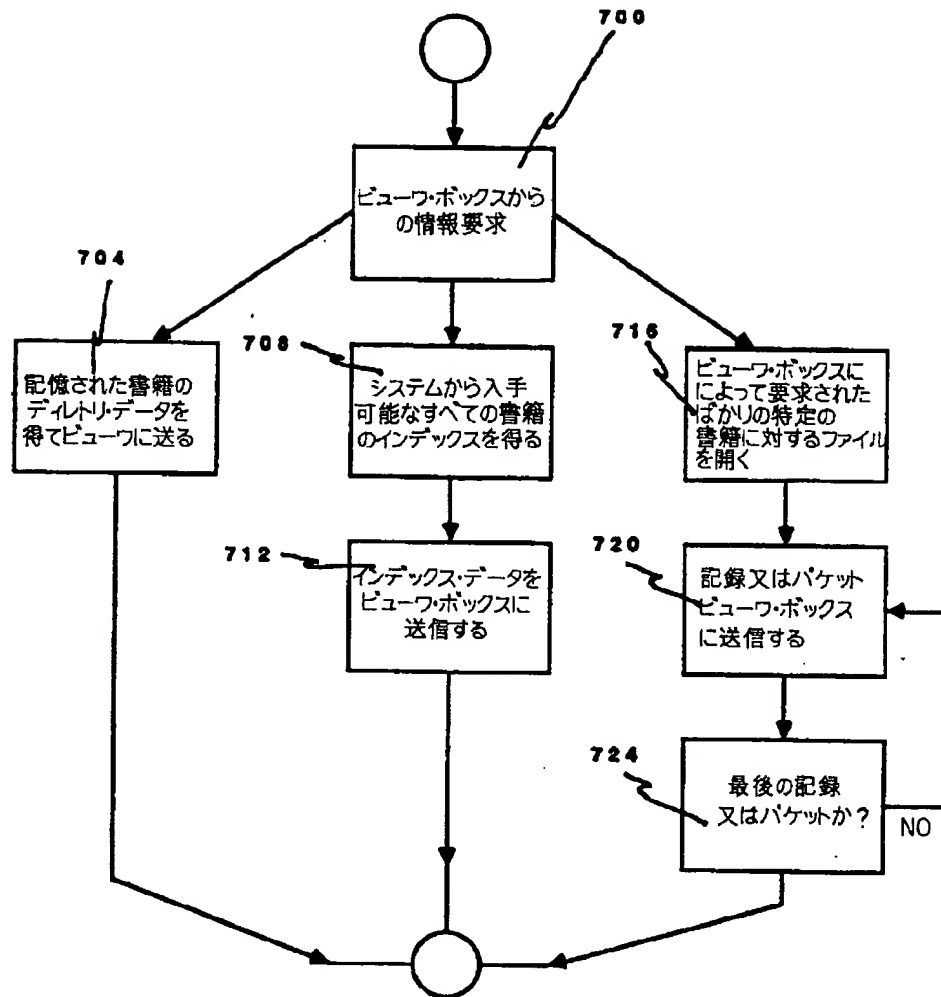 700
ビューワ・ボックスから
の情報要求
704
記憶された書籍の
ディレトリ・データを
得てビューワに送る
708
システムから入手
可能なすべての書籍
のインデックスを得る
712
インデックス・データを
ビューワ・ボックスに
送信する
716
ビューワ・ボックスに
によって要求された
ばかりの特定の
書籍に対するファイル
を開く
720
記録又はパケット
ビューワ・ボックス
に送信する
724
最後の記録
又はパケットか?
NO